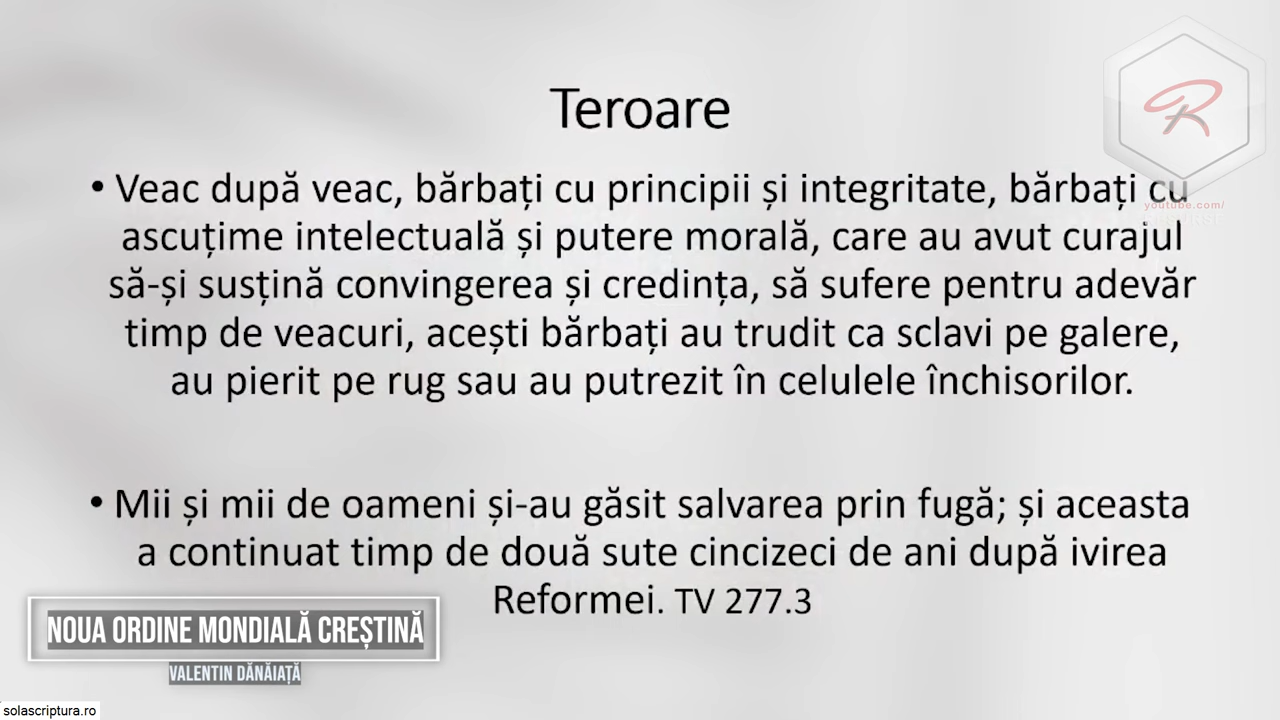 Teroare
• Veac după veac, bărbați cu principii și integritate, bărbați cu
ascuțime intelectuală și putere morală, care au avut curajul
să-și susțină convingerea și credința, să sufere pentru adevăr
timp de veacuri, acești bărbați au trudit ca sclavi pe galere,
au pierit pe rug sau au putrezit în celulele închisorilor.
• Mii și mii de oameni și-au găsit salvarea prin fugă; și aceasta
a continuat timp de două sute cincizeci de ani după ivirea
Reformei. TV 277.3
R
youtube.com/
NOUA ORDINE MONDIALĂ CREȘTINĂ
VALENTIN DĂNĂIAȚĂ
solascriptura.ro